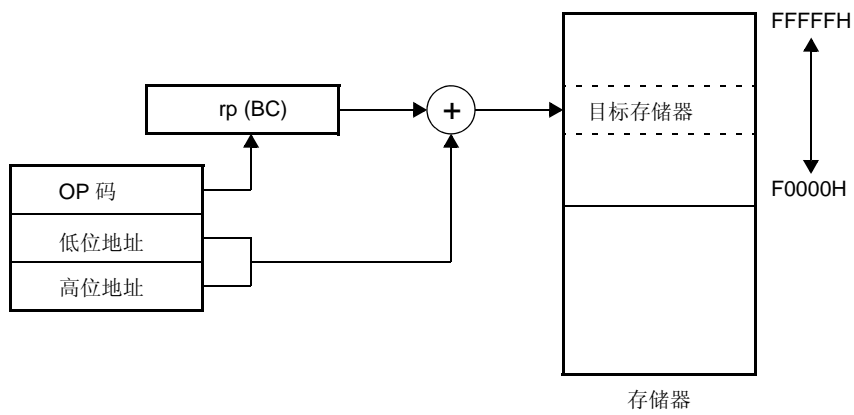 FFFFFH
rp (BC)
+
目标存储器
OP 码
F0000H
低位地址
高位地址
存储器